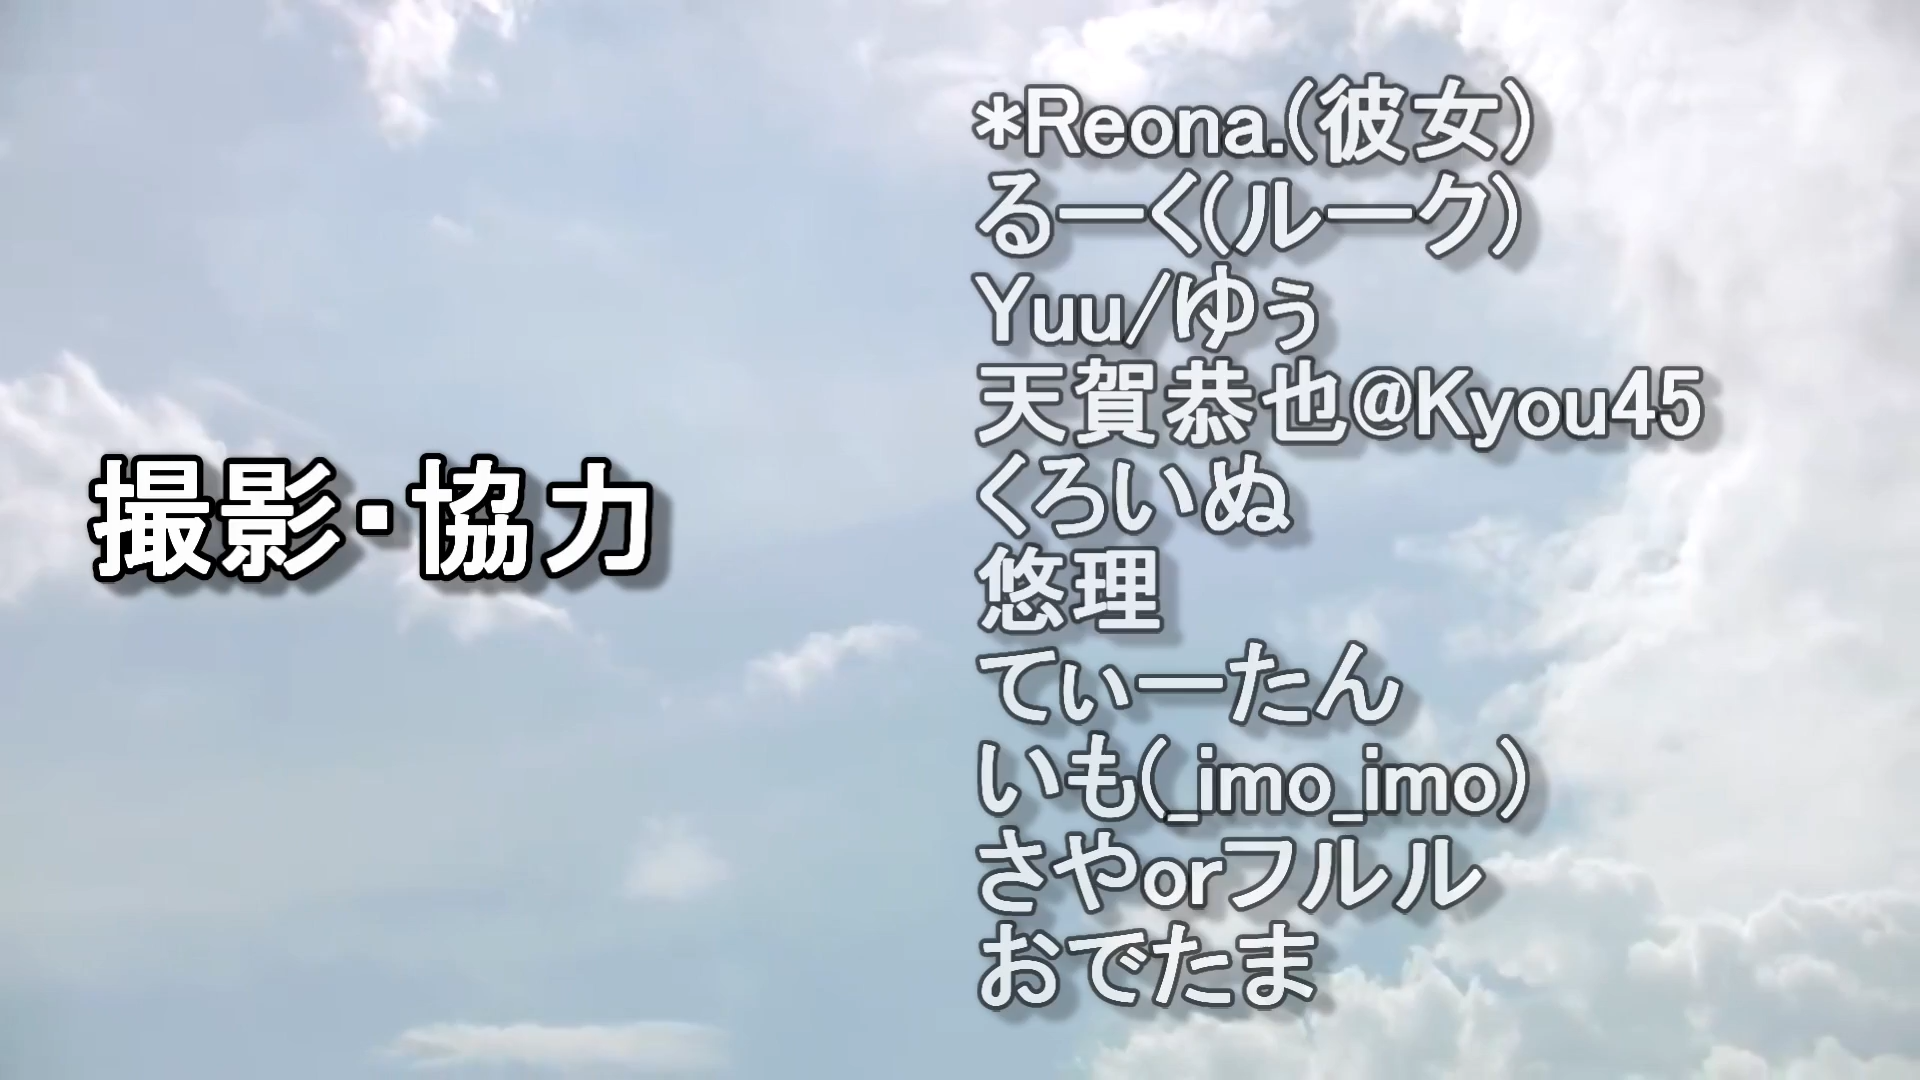 撮影・協力
*Reona.(彼女)
るーく(ルーク)
Yuu/ゆぅ
天賀恭也@Kyou45
くろいぬ
悠理
てぃーたん
いも(_imo_imo)
さやorフルル
おでたま